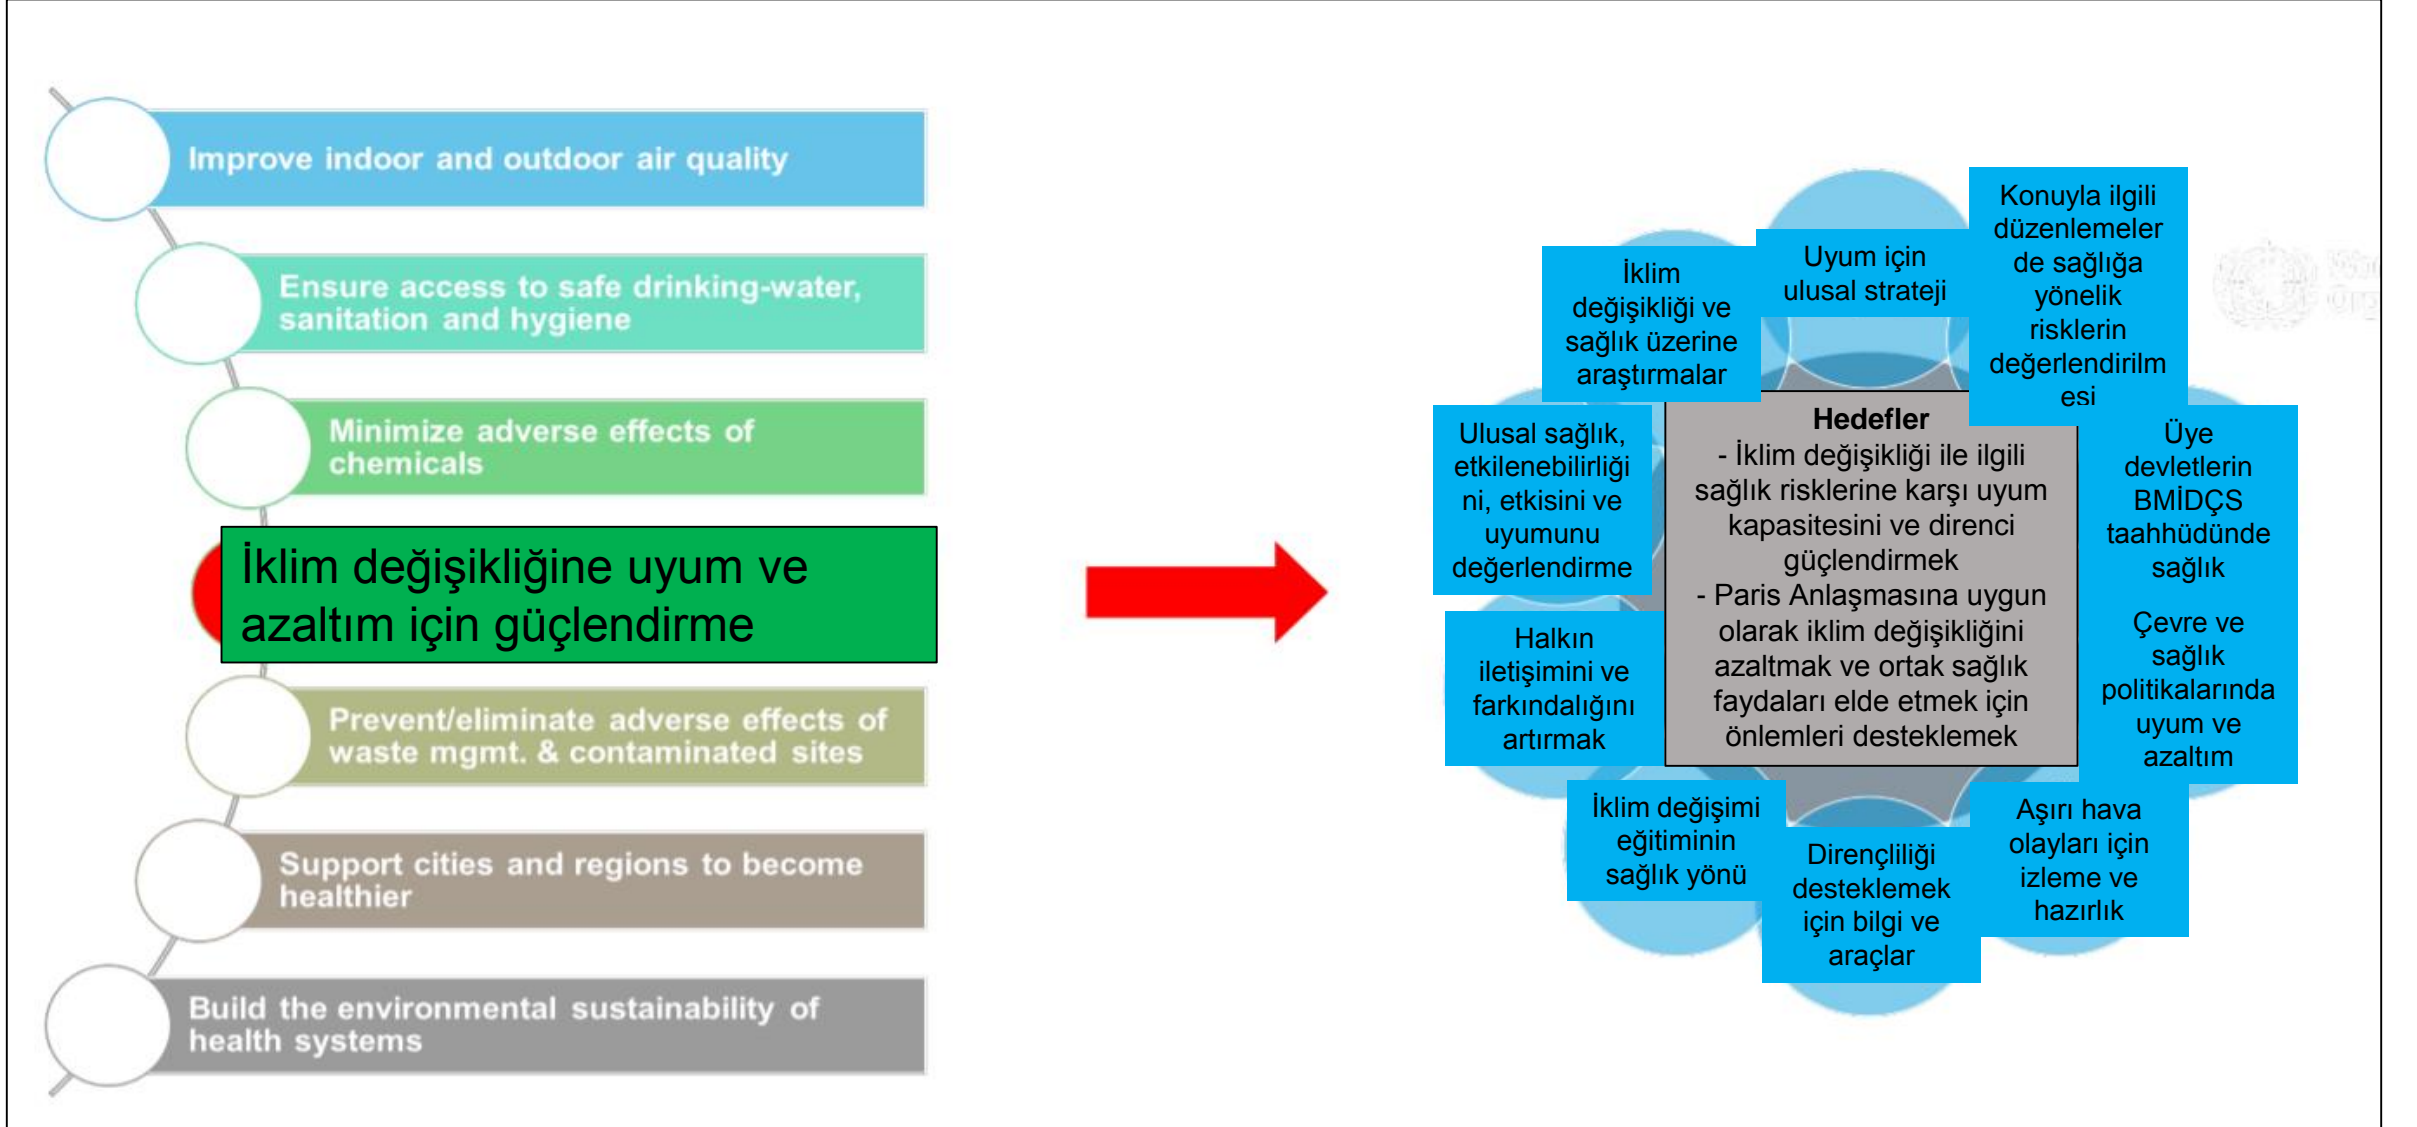 Improve indoor and outdoor air quality
Ensure access to safe drinking-water,
sanitation and hygiene
Minimize adverse effects of
chemicals
İklim değişikliğine uyum ve
azaltım için güçlendirme
Prevent/eliminate adverse effects of
waste mgmt. & contaminated sites
Support cities and regions to become
healthier
Build the environmental sustainability of
health systems
İklim
değişikliği ve
sağlık üzerine
araştırmalar
Uyum için
ulusal strateji
Konuyla ilgili
düzenlemeler
de sağlığa
yönelik
risklerin
değerlendirilm
esi
Ulusal sağlık,
etkilenebilirliği
ni, etkisini ve
uyumunu
değerlendirme
Hedefler
- İklim değişikliği ile ilgili
sağlık risklerine karşı uyum
kapasitesini ve direnci
güçlendirmek
- Paris Anlaşmasına uygun
olarak iklim değişikliğini
azaltmak ve ortak sağlık
faydaları elde etmek için
önlemleri desteklemek
Üye
devletlerin
BMİDÇS
taahhüdünde
sağlık
Çevre ve
sağlık
politikalarında
uyum ve
azaltım
Halkın
iletişimini ve
farkındalığını
artırmak
İklim değişimi
eğitiminin
sağlık yönü
Dirençliliği
desteklemek
için bilgi ve
araçlar
Aşırı hava
olayları için
izleme ve
hazırlık